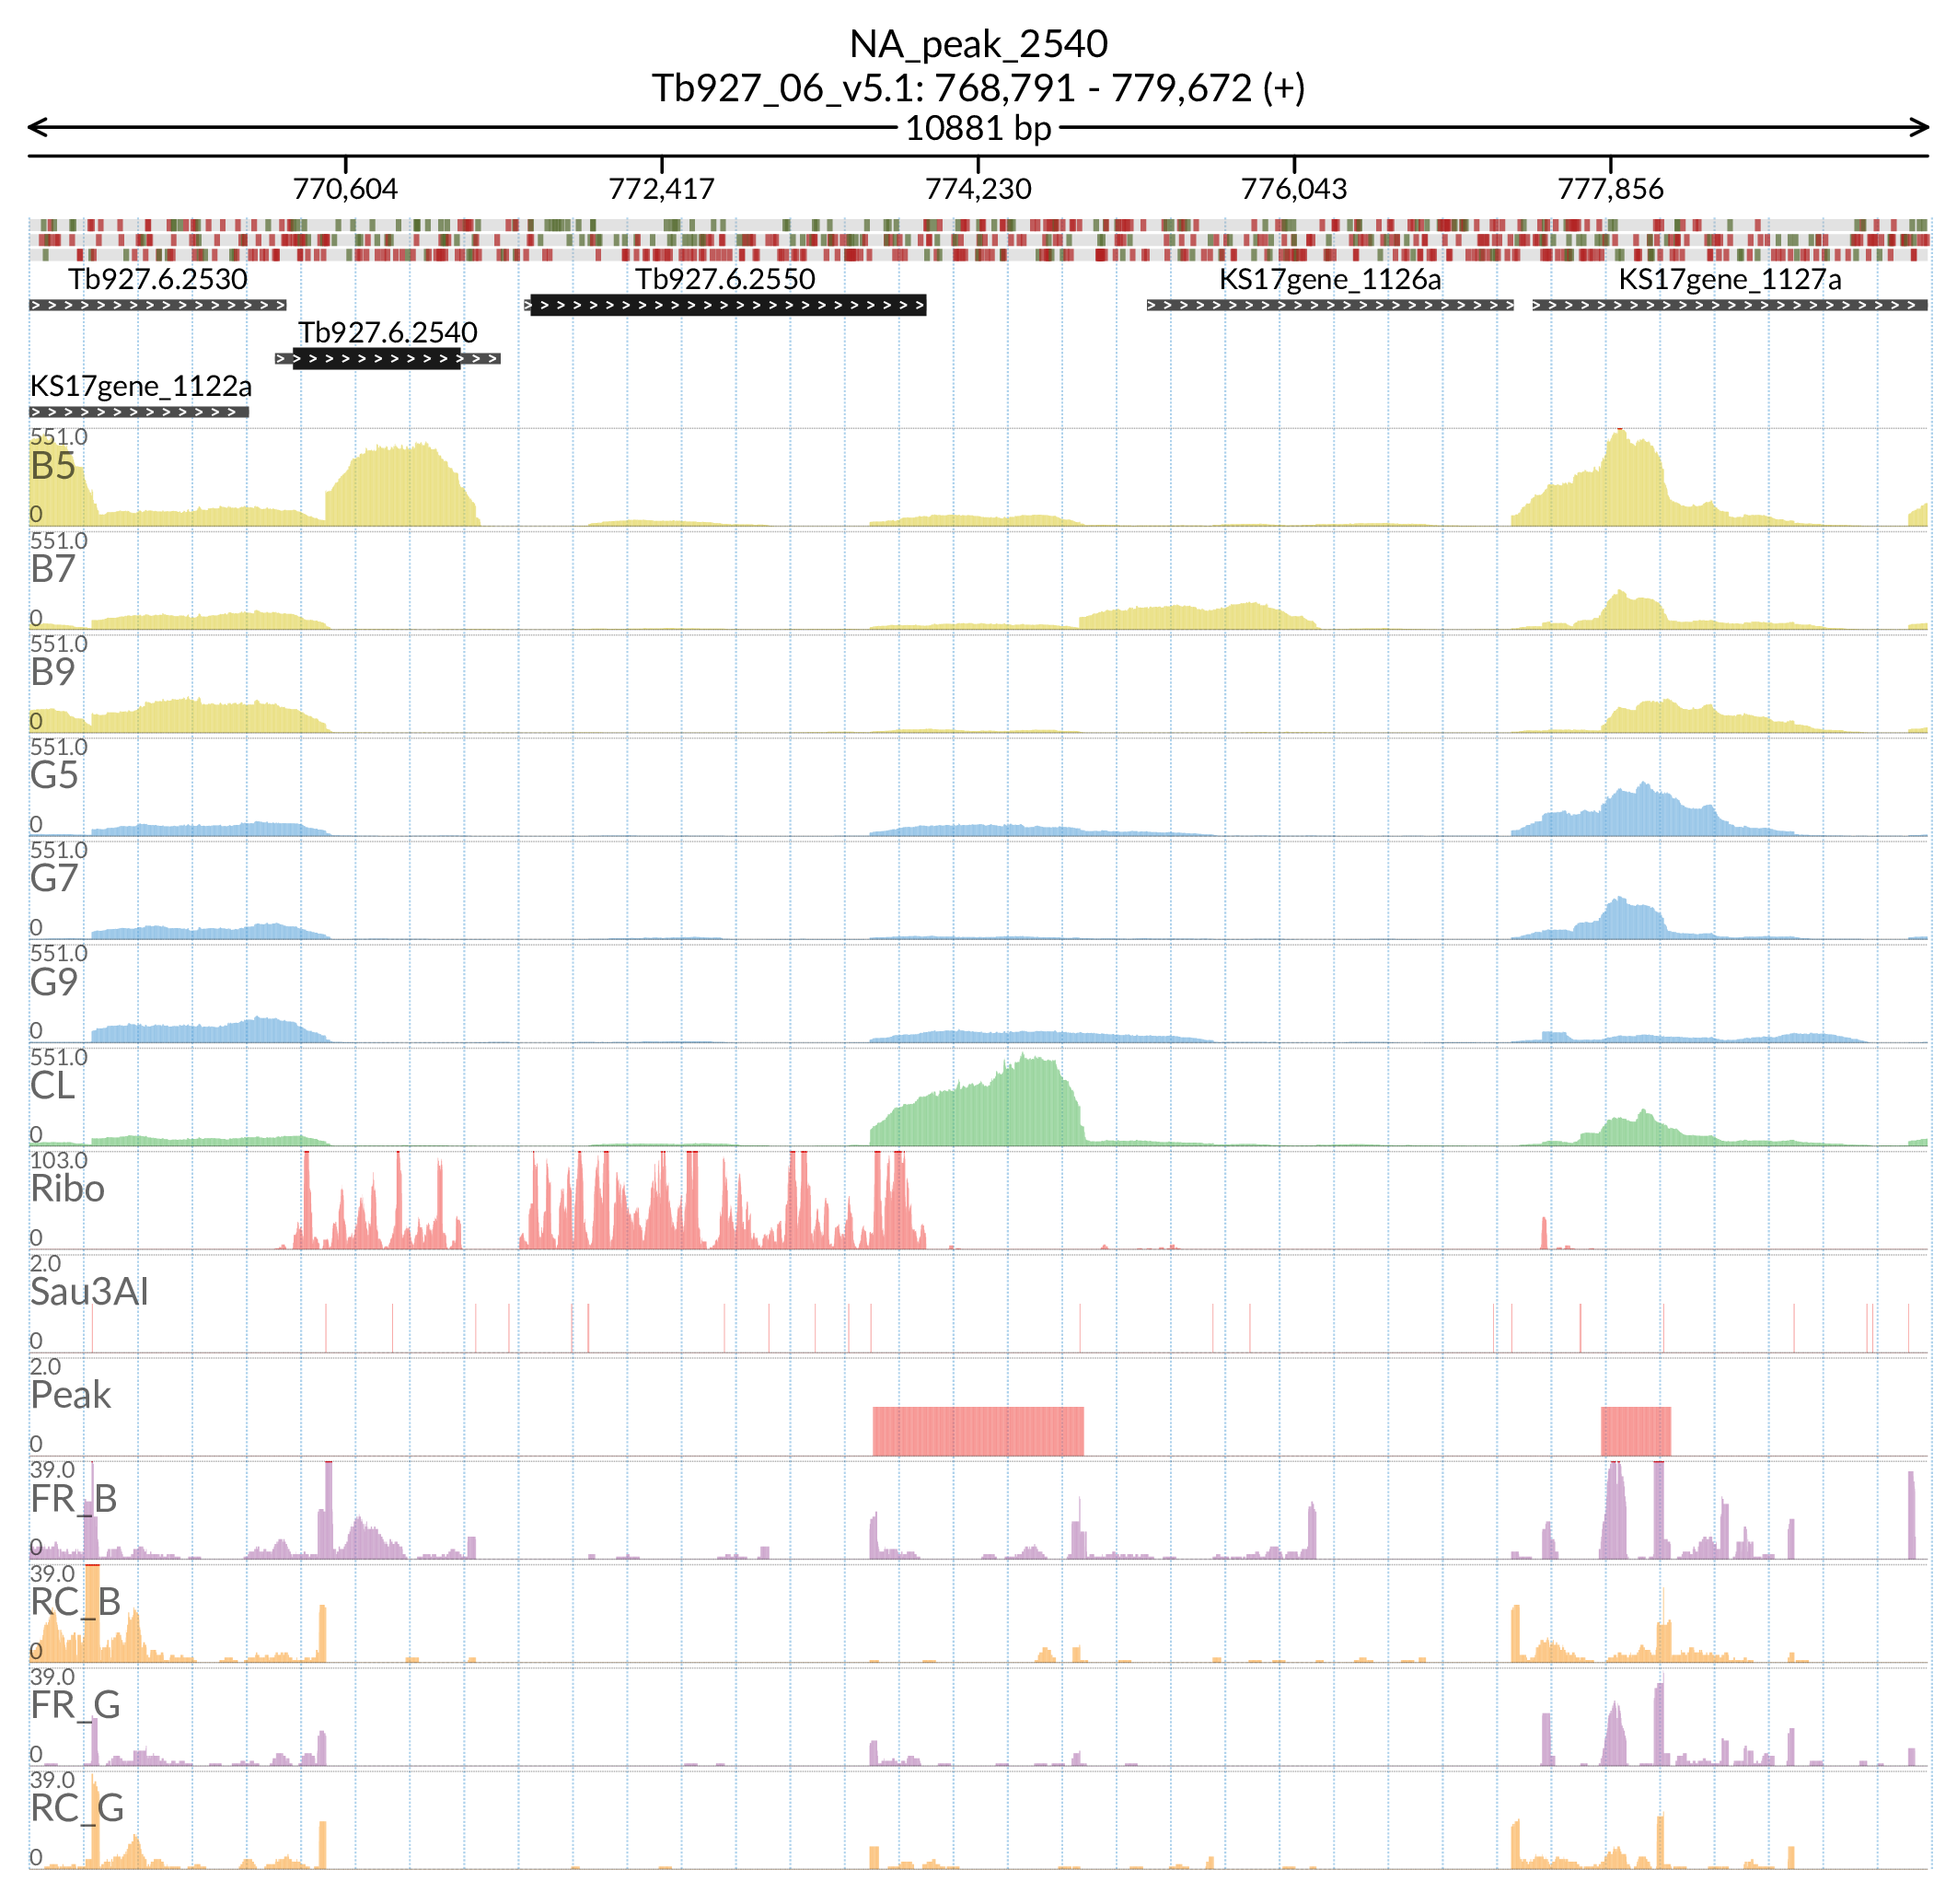 NA_peak_2540
Tb927_06_v5.1: 768,791 - 779,672 (+)
10881 bp
770,604 772,417 774,230 776,043 777,856
Tb927.6.2530 Tb927.6.2550 KS17gene_1126a KS17gene_1127a
Tb927.6.2540
KS17gene_1122a
551.0
B5
0
551.0
B7
0
551.0
B9
0
551.0
G5
0
551.0
G7
0
551.0
G9
0
551.0
CL
0
103.0
Ribo
0
2.0
Sau3AI
0
2.0
Peak
0
39.0
FR_B
0
39.0
RC_B
0
39.0
FR_G
0
39.0
RC_G
0